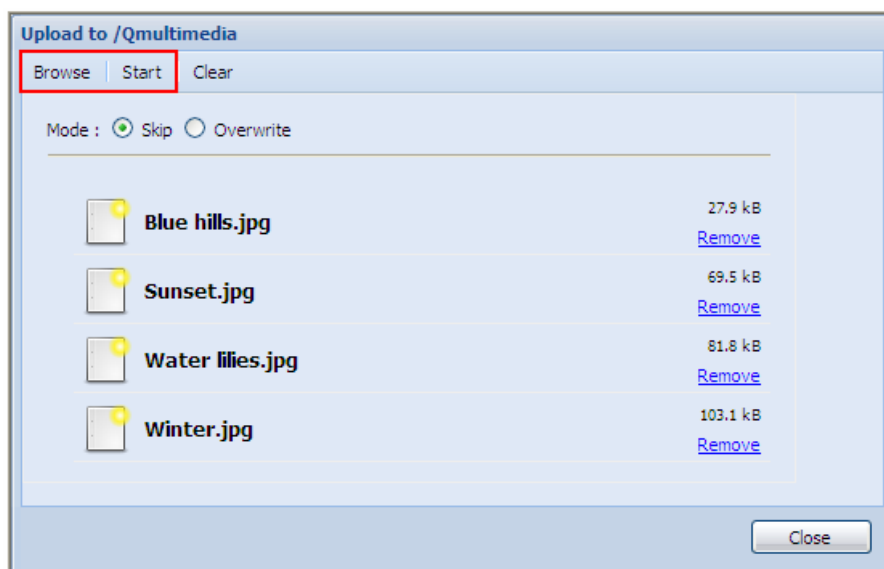 Upload to /Qmultimedia
Browse Start Clear
Mode : Skip Overwrite
Blue hills.jpg 27.9 kB
Remove
Sunset.jpg 69.5 kB
Remove
Water lilies.jpg 81.8 kB
Remove
Winter.jpg 103.1 kB
Remove
Close